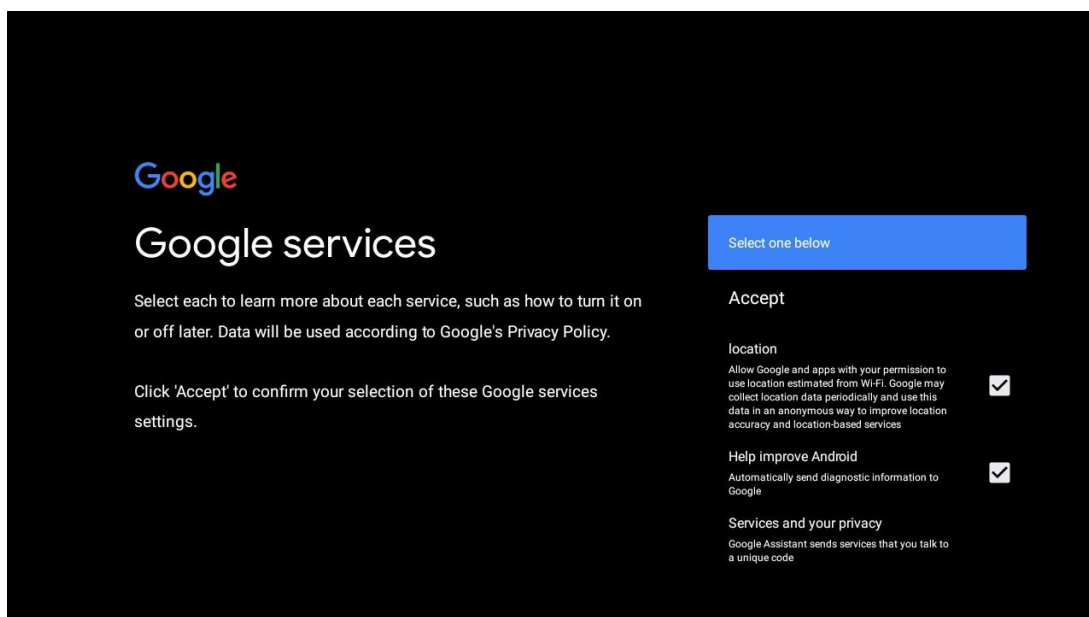 Google
Google services
Select each to learn more about each service, such as how to turn it on
or off later. Data will be used according to Google's Privacy Policy.
Click 'Accept' to confirm your selection of these Google services
settings.
Select one below
Accept
location
Allow Google and apps with your permission to
use location estimated from Wi-Fi. Google may
collect location data periodically and use this
data in an anonymous way to improve location
accuracy and location-based services
Help improve Android
Automatically send diagnostic information to
Google
Services and your privacy
Google Assistant sends services that you talk to
a unique code